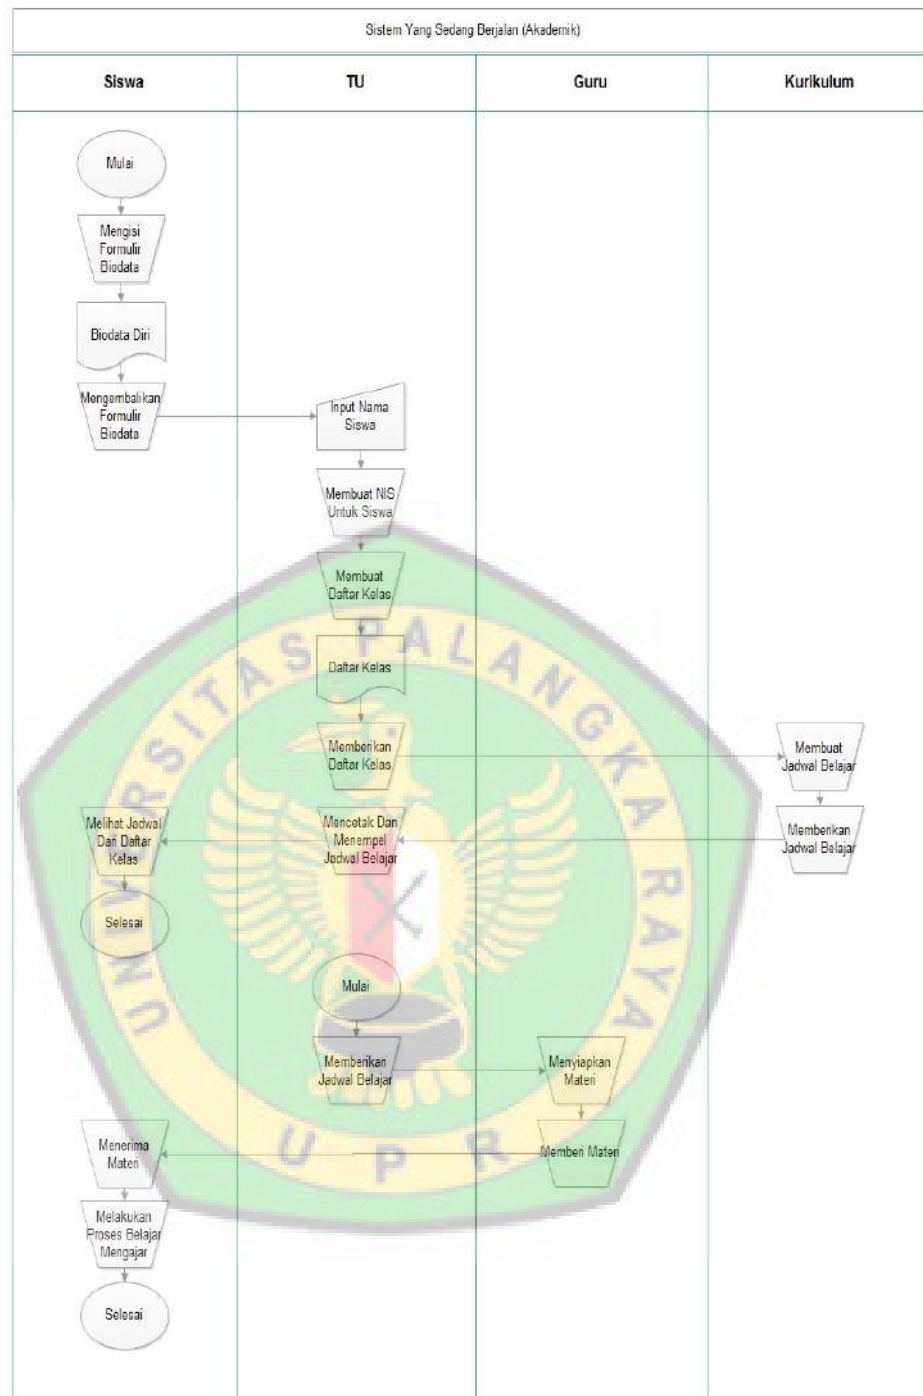 Sistem Yang Sedang Berjalan (Akademik)
Siswa
TU
Guru
Kurikulum
Mulai
Mengisi
Formulir
Biodata
Biodata Diri
Mengembalikan
Formulir
Biodata
Input Nama
Siswa
Membuat NIS
Untuk Siswa
Membuat
Daftar Kelas
Daftar Kelas
Memberikan
Daftar Kelas
Membuat
Jadwal Belajar
Memberikan
Jadwal Belajar
Mencetak Dan
Menempel
Jadwal Belajar
Melihat Jadwal
Dan Daftar
Kelas
Selesai
Mulai
Memberikan
Jadwal Belajar
Menyiapkan
Materi
Memberi Materi
Menerima
Materi
Melakukan
Proses Belajar
Mengajar
Selesai
UNIVERSITAS PALANGKA RAYA
UPR